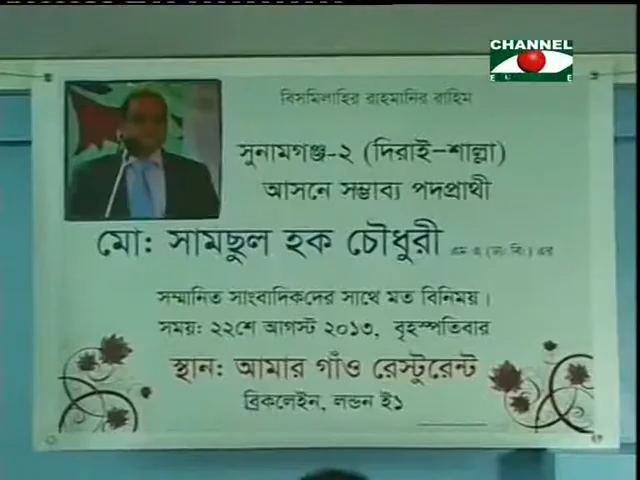 CHANNEL
EUROPE
বিসমিলাহির রাহমানির রাহিম
সুনামগঞ্জ-২ (দিরাই-শাল্লা)
আসনে সম্ভাব্য পদপ্রার্থী
মো: সামছুল হক চৌধুরী
সম্মানিত সাংবাদিকদের সাথে মত বিনিময় ।
সময়: ২২শে আগস্ট ২০১৩, বৃহস্পতিবার
স্থান: আমার গাঁও রেস্টুরেন্ট
ব্রিকলেইন, লন্ডন ই১